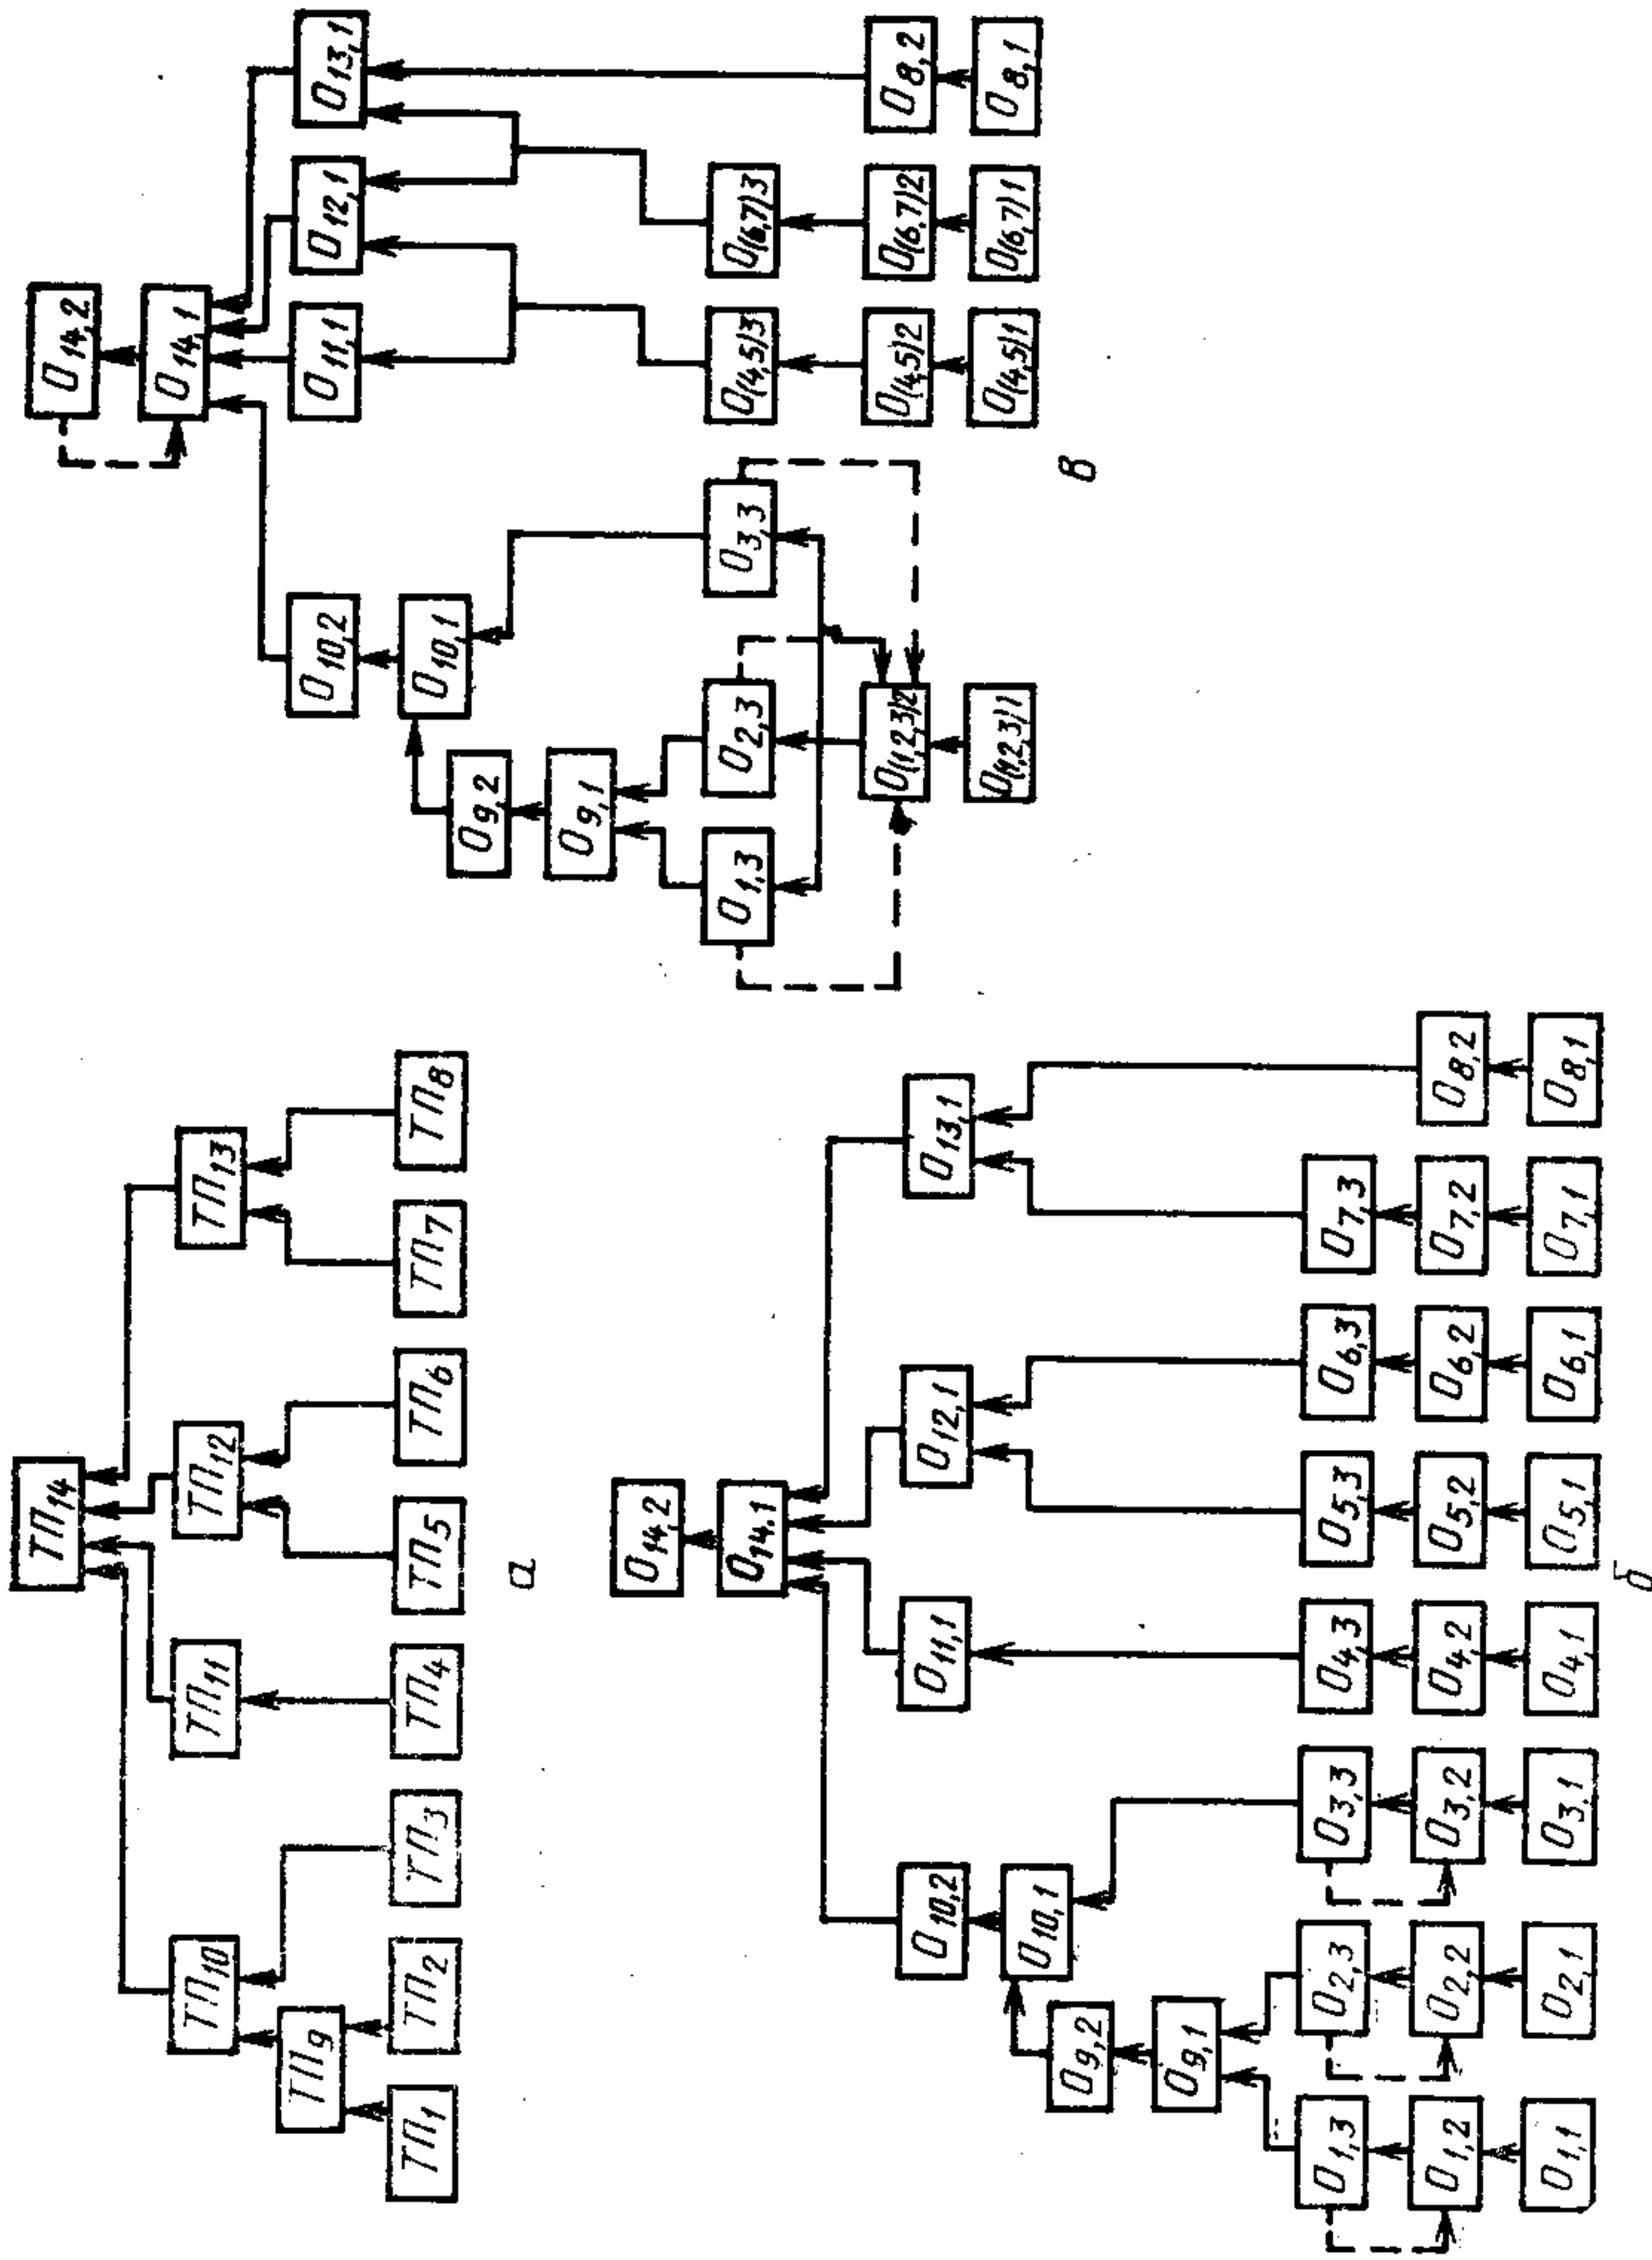 ТП₁₄
ТП₁₀ ТП₁₁ ТП₁₂ ТП₁₃
ТП₉
ТП₁ ТП₂ ТП₃ ТП₄ ТП₅ ТП₆ ТП₇ ТП₈
а
О₁₄,₂
О₁₄.₁
О₁₀,₂ О₁₁,₁ О₁₂,₁ О₁₃,₁
О₁₀,₁
О₉,₂
О₉,₁
О₁,₃ О₂,₃ О₃,₃ О₄,₃ О₅,₃ О₆,₃ О₇,₃
О₁,₂ О₂,₂ О₃,₂ О₄,₂ О₅,₂ О₆,₂ О₇,₂ О₈,₂
О₁,₁ О₂,₁ О₃,₁ О₄,₁ О₅,₁ О₆,₁ О₇,₁ О₈,₁
б
О₁₄,₂
О₁₄,₁
О₁₀,₂ О₁₁,₁ О₁₂,₁ О₁₃,₁
О₁₀,₁
О₉,₂
О₉,₁
О₁,₃ О₂,₃ О₃,₃ О₍₄,₅₎₃ О₍₆,₇₎₃
О₍₁,₂,₃₎₂ О₍₄,₅₎₂ О₍₆,₇₎₂ О₈,₂
О₍₁,₂,₃₎₁ О₍₄,₅₎₁ О₍₆,₇₎₁ О₈,₁
в